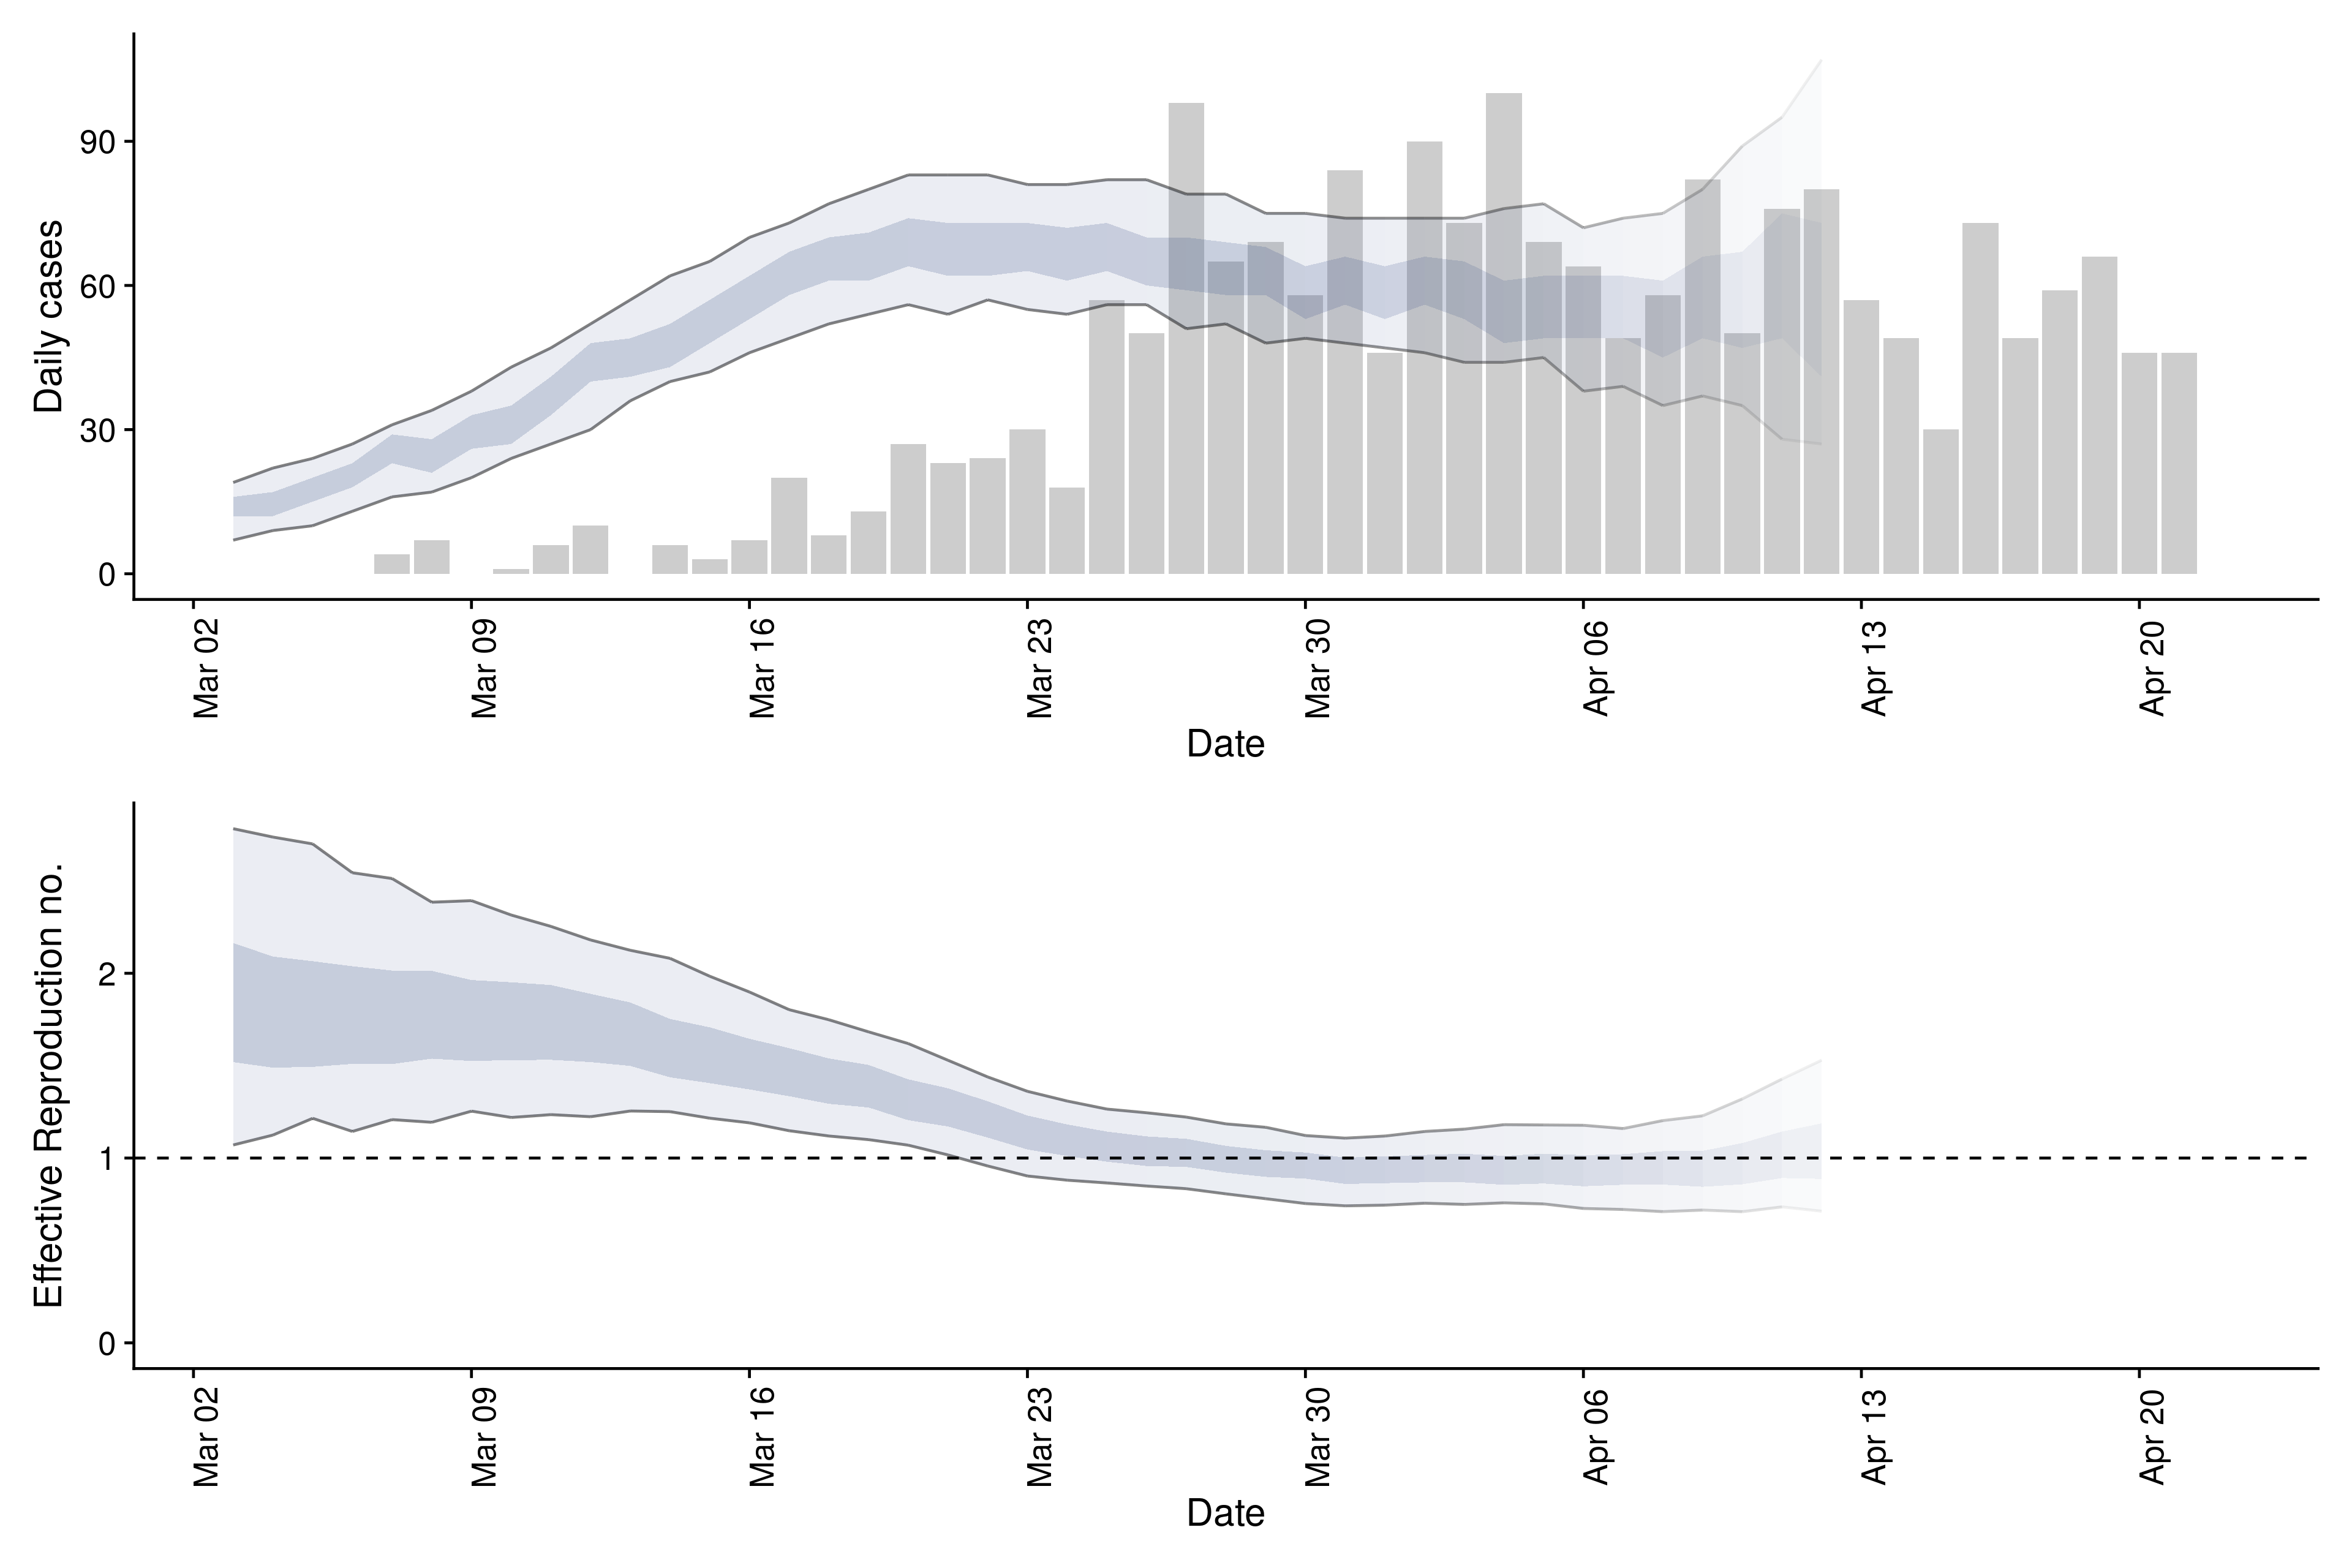 Daily cases
90
60
30
0
Mar 02
Mar 09
Mar 16
Mar 23
Mar 30
Apr 06
Apr 13
Apr 20
Date
Effective Reproduction no.
2
1
0
Mar 02
Mar 09
Mar 16
Mar 23
Mar 30
Apr 06
Apr 13
Apr 20
Date